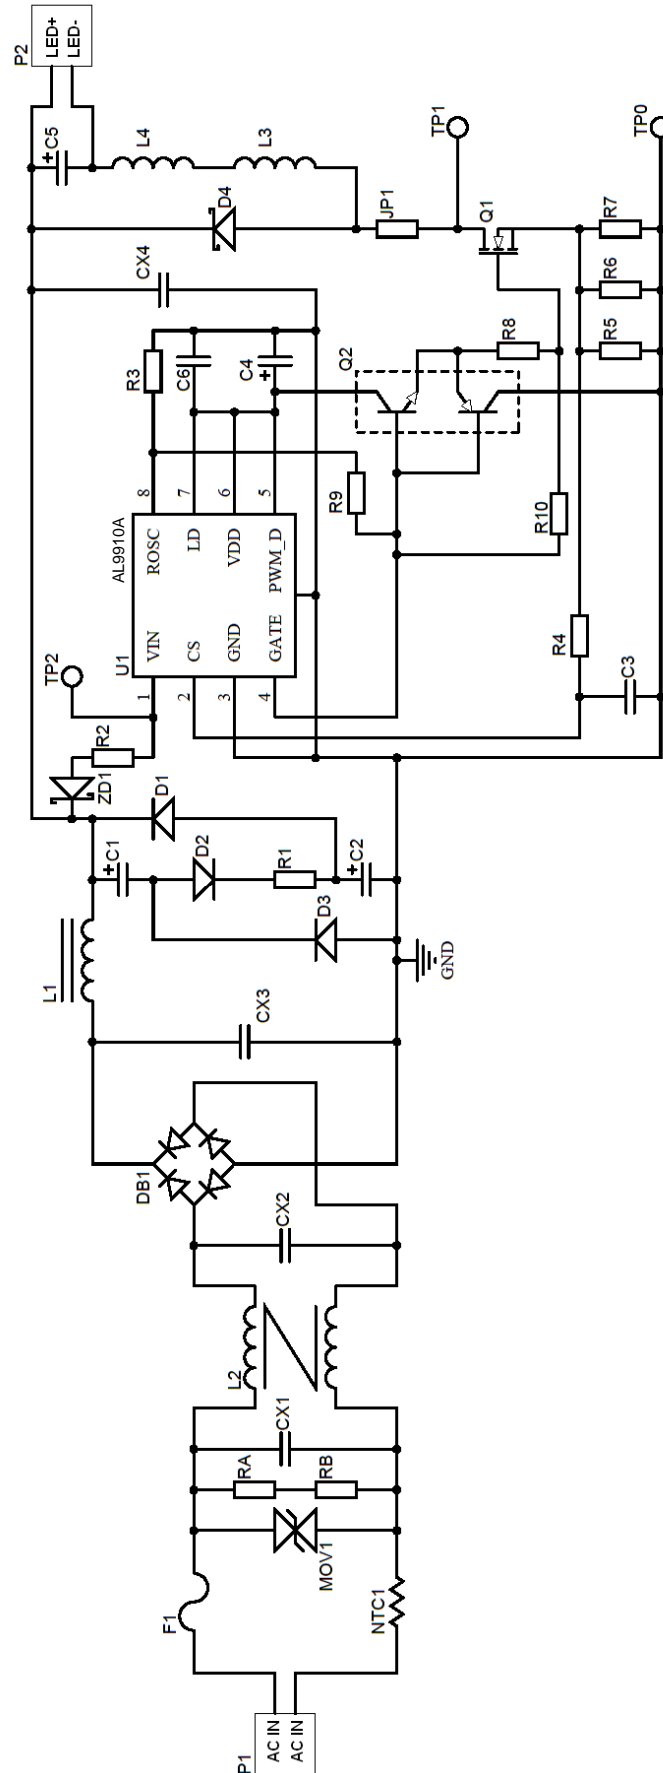 P2
LED+
LED-
C5
L4
L3
TP1
TP0
D4
JP1
Q1
R7
CX4
R6
R3
C6
C4
Q2
R8
R5
8
7
6
5
R9
R10
AL9910A
ROSC
LD
VDD
PWM_D
U1
VIN
CS
GND
GATE
TP2
1
2
3
4
R4
C3
R2
ZD1
D1
C1
D2
R1
C2
D3
L1
GND
CX3
DB1
CX2
L2
CX1
RA
RB
MOV1
F1
NTC1
P1
AC IN
AC IN